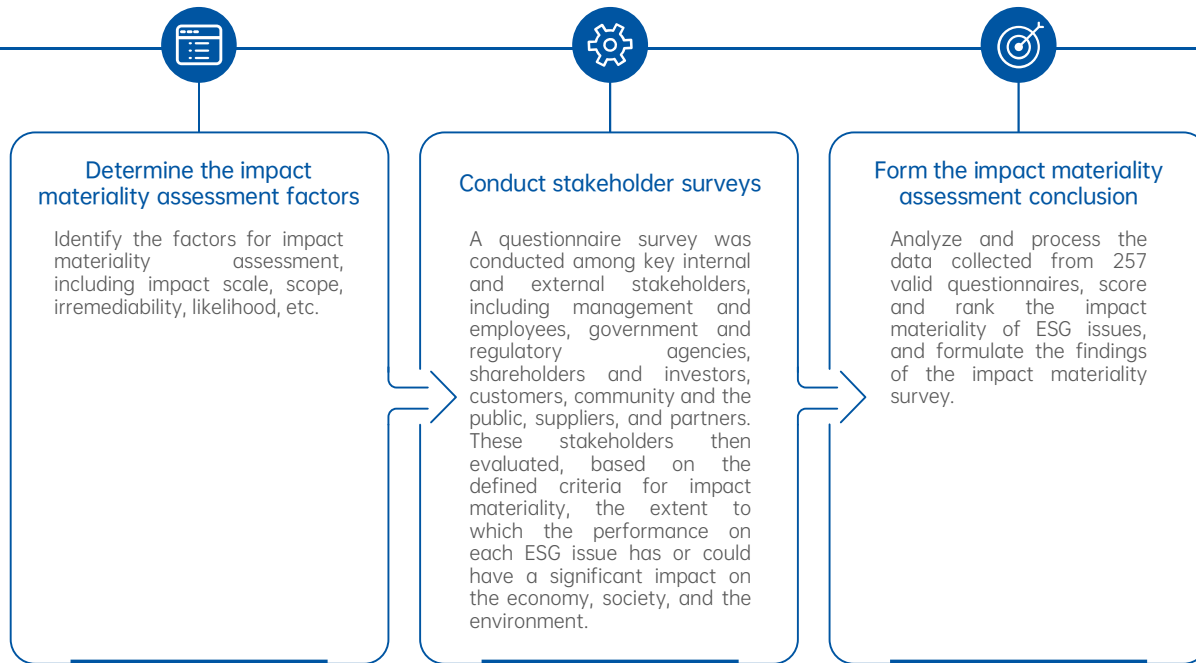 Determine the impact
materiality assessment factors
Identify the factors for impact
materiality assessment,
including impact scale, scope,
irremediability, likelihood, etc.
Conduct stakeholder surveys
A questionnaire survey was
conducted among key internal
and external stakeholders,
including management and
employees, government and
regulatory agencies,
shareholders and investors,
customers, community and the
public, suppliers, and partners.
These stakeholders then
evaluated, based on the
defined criteria for impact
materiality, the extent to
which the performance on
each ESG issue has or could
have a significant impact on
the economy, society, and the
environment.
Form the impact materiality
assessment conclusion
Analyze and process the
data collected from 257
valid questionnaires, score
and rank the impact
materiality of ESG issues,
and formulate the findings
of the impact materiality
survey.